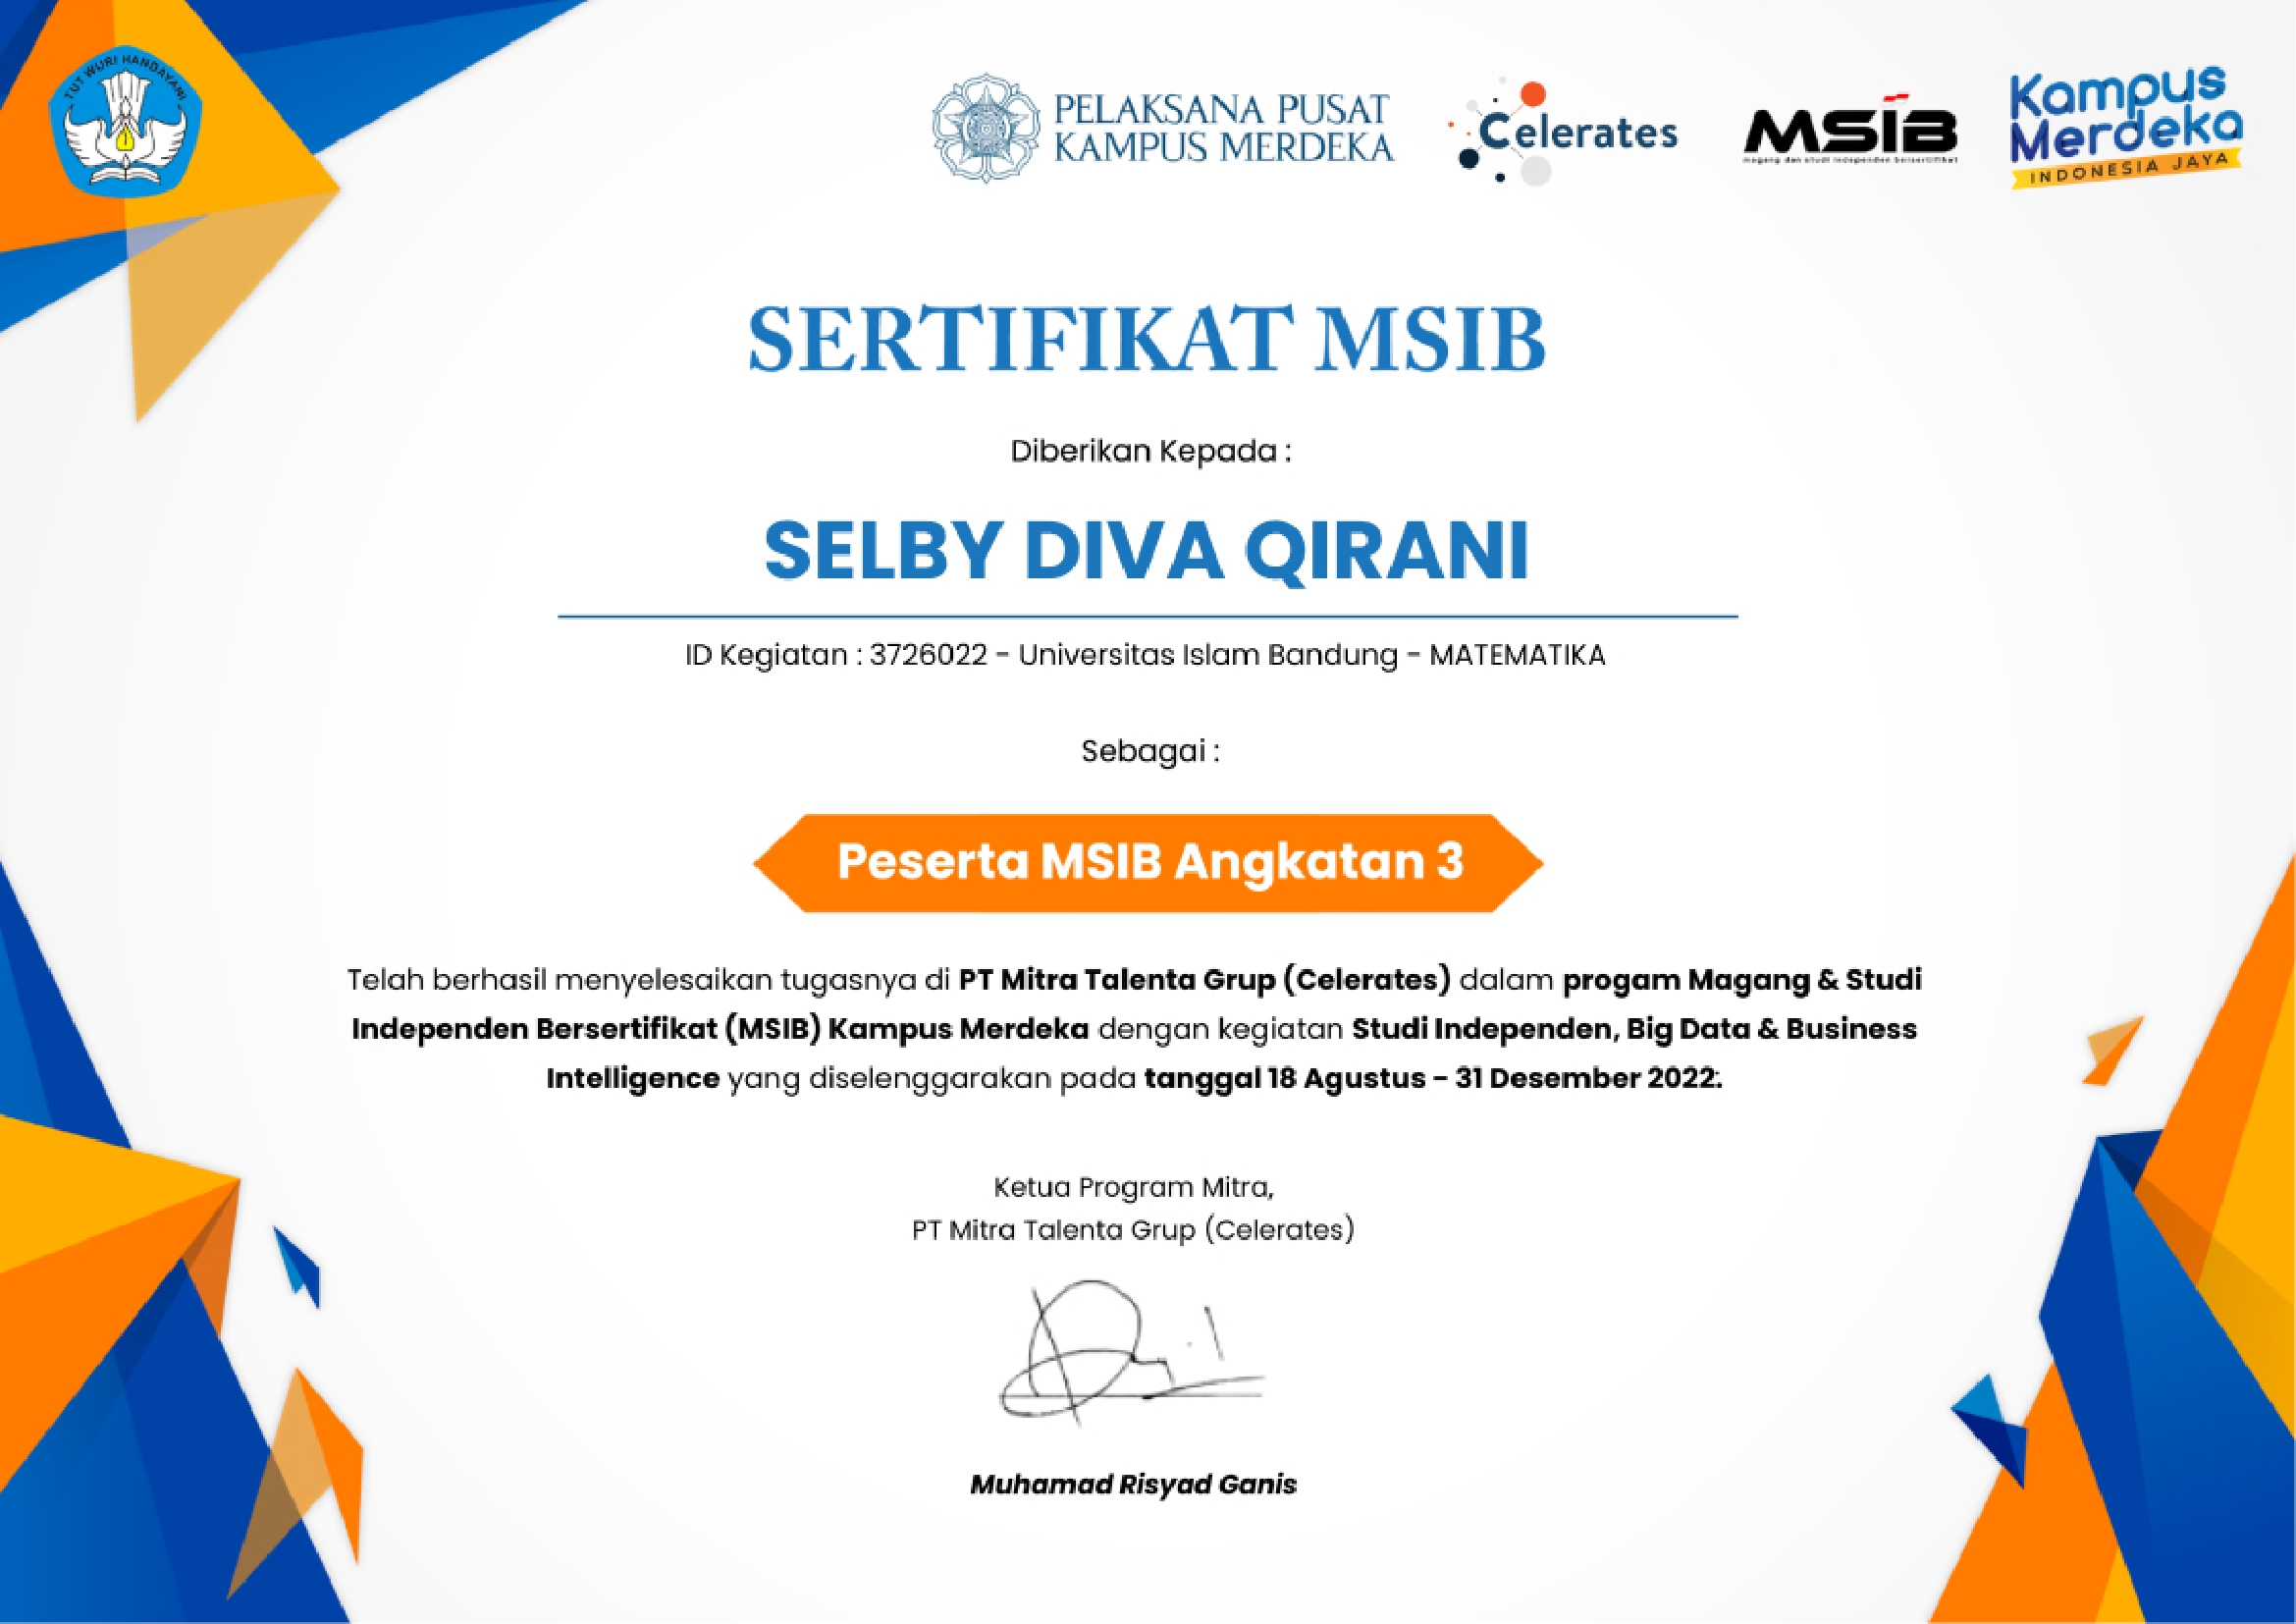 TUT WURI HANDAYANI
PELAKSANA PUSAT
KAMPUS MERDEKA
Celerates
MSIB
magang dan studi independen bersertifikat
Kampus
Merdeka
INDONESIA JAYA
SERTIFIKAT MSIB
Diberikan Kepada :
SELBY DIVA QIRANI
ID Kegiatan : 3726022 - Universitas Islam Bandung - MATEMATIKA
Sebagai :
Peserta MSIB Angkatan 3
Telah berhasil menyelesaikan tugasnya di PT Mitra Talenta Grup (Celerates) dalam progam Magang & Studi
Independen Bersertifikat (MSIB) Kampus Merdeka dengan kegiatan Studi Independen, Big Data & Business
Intelligence yang diselenggarakan pada tanggal 18 Agustus – 31 Desember 2022.
Ketua Program Mitra,
PT Mitra Talenta Grup (Celerates)
Muhamad Risyad Ganis